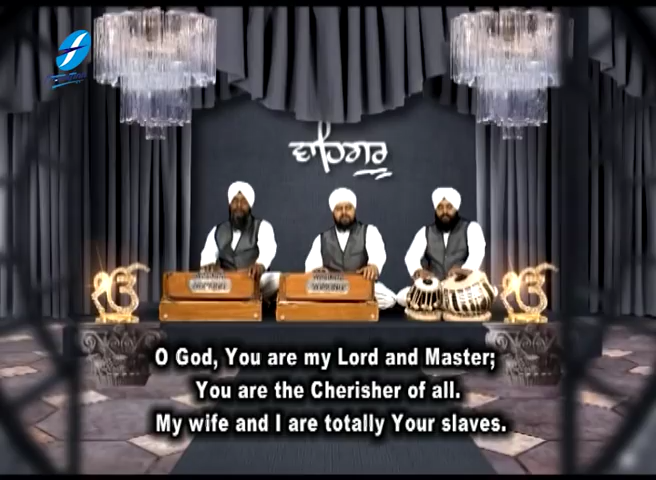 ਵਾਹਿਗੁਰੂ
ੴ ੴ
O God, You are my Lord and Master;
You are the Cherisher of all.
My wife and I are totally Your slaves.